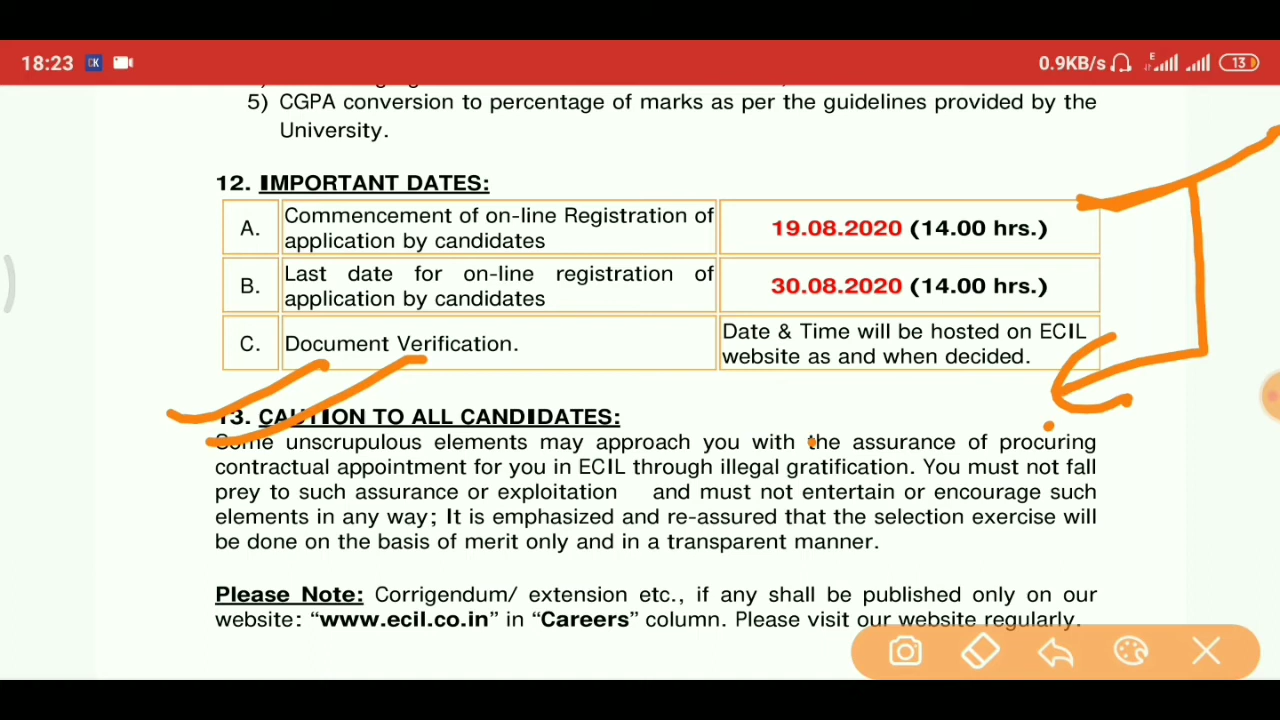 18:23 CK 0.9KB/s E 13
5) CGPA conversion to percentage of marks as per the guidelines provided by the
University.
12. IMPORTANT DATES:
A. Commencement of on-line Registration of
application by candidates
19.08.2020 (14.00 hrs.)
B. Last date for on-line registration of
application by candidates
30.08.2020 (14.00 hrs.)
C. Document Verification.
Date & Time will be hosted on ECIL
website as and when decided.
13. CAUTION TO ALL CANDIDATES:
Some unscrupulous elements may approach you with the assurance of procuring
contractual appointment for you in ECIL through illegal gratification. You must not fall
prey to such assurance or exploitation and must not entertain or encourage such
elements in any way; It is emphasized and re-assured that the selection exercise will
be done on the basis of merit only and in a transparent manner.
Please Note: Corrigendum/ extension etc., if any shall be published only on our
website: “www.ecil.co.in” in “Careers” column. Please visit our website regularly.